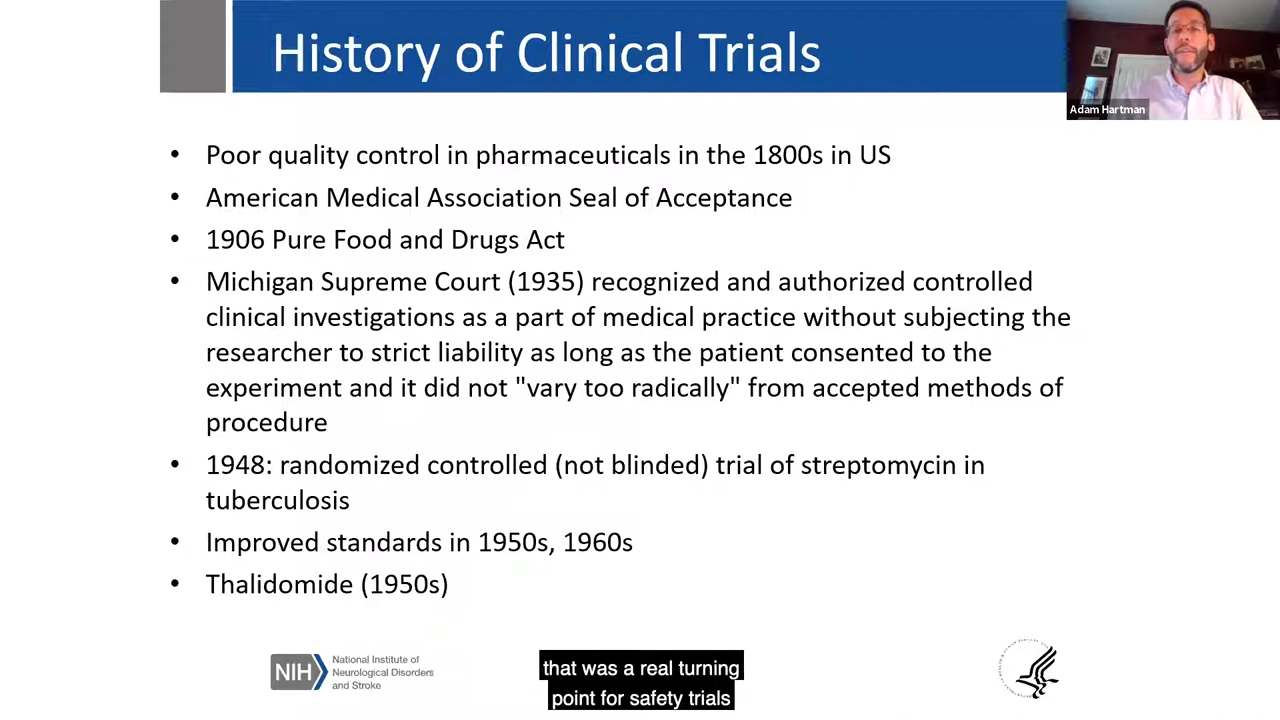 History of Clinical Trials
Adam Hartman
• Poor quality control in pharmaceuticals in the 1800s in US
• American Medical Association Seal of Acceptance
• 1906 Pure Food and Drugs Act
• Michigan Supreme Court (1935) recognized and authorized controlled
clinical investigations as a part of medical practice without subjecting the
researcher to strict liability as long as the patient consented to the
experiment and it did not "vary too radically" from accepted methods of
procedure
• 1948: randomized controlled (not blinded) trial of streptomycin in
tuberculosis
• Improved standards in 1950s, 1960s
• Thalidomide (1950s)
NIH
National Institute of
Neurological Disorders
and Stroke
that was a real turning
point for safety trials